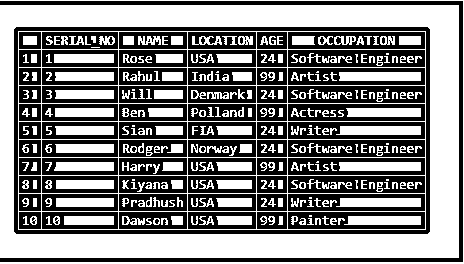 SERIAL_NO NAME LOCATION AGE OCCUPATION
1 1 Rose USA 24 Software Engineer
2 2 Rahul India 99 Artist
3 3 Will Denmark 24 Software Engineer
4 4 Ben Polland 99 Actress
5 5 Sian FIA 24 Writer
6 6 Rodger Norway 24 Software Engineer
7 7 Harry USA 99 Artist
8 8 Kiyana USA 24 Software Engineer
9 9 Pradhush USA 24 Writer
10 10 Dawson USA 99 Painter